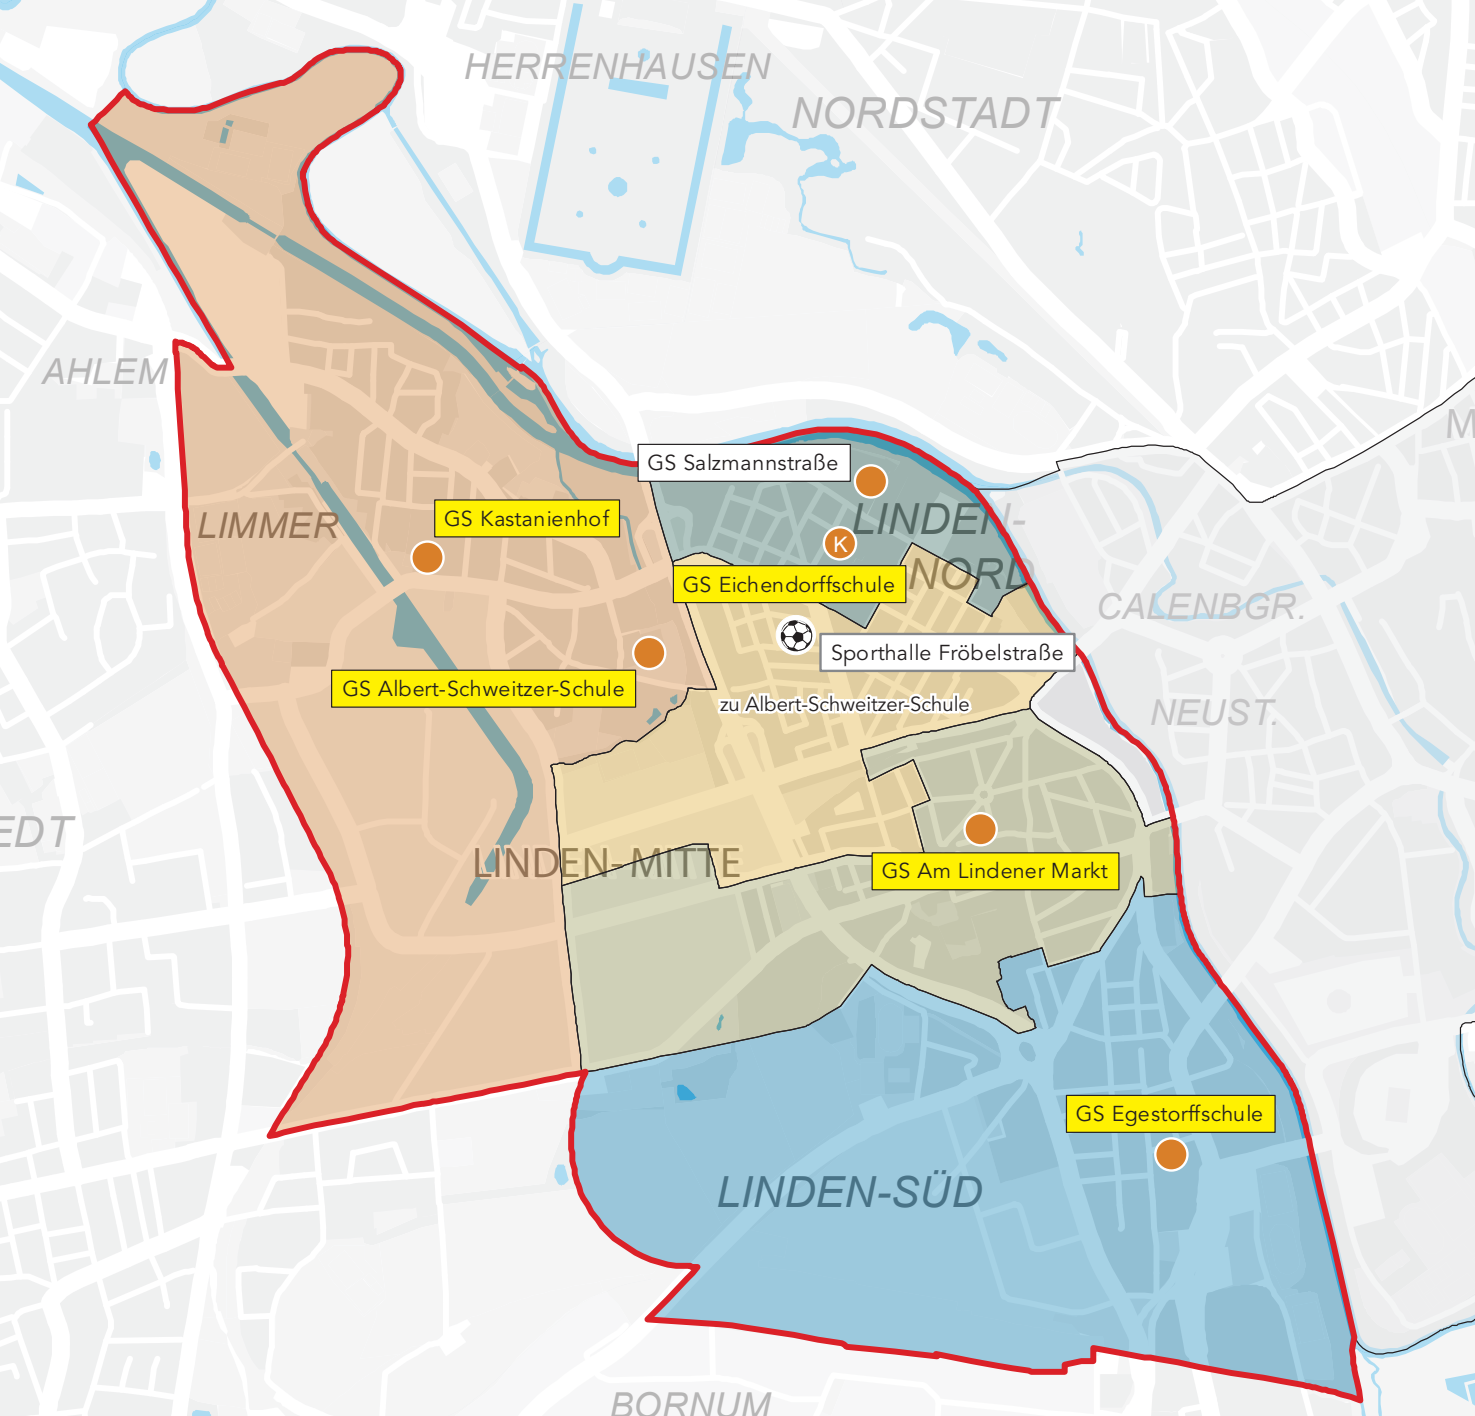 HERRENHAUSEN
NORDSTADT
AHLEM
GS Salzmannstraße
LIMMER
GS Kastanienhof
LINDEN-
NORD
K
GS Eichendorffschule
CALENBGR.
Sporthalle Fröbelstraße
GS Albert-Schweitzer-Schule
zu Albert-Schweitzer-Schule
NEUST.
EDT
LINDEN-MITTE
GS Am Lindener Markt
GS Egestorffschule
LINDEN-SÜD
BORNUM
M